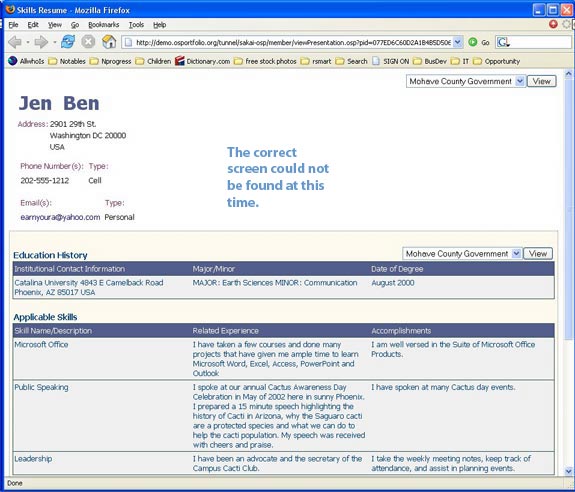 Skills Resume - Mozilla Firefox
File Edit View Go Bookmarks Tools Help
http://demo.osportfolio.org/tunnel/sakai-osp/member/viewPresentation.osp?pid=077ED6C60D2A1B4B5D50E Go
AllwhoIs Notables Nprogress Children Dictionary.com free stock photos rsmart Search SIGN ON BusDev IT Opportunity
Mohave County Government View
Jen Ben
Address: 2901 29th St.
Washington DC 20000
USA
Phone Number(s): Type:
202-555-1212 Cell
Email(s): Type:
earnyoura@yahoo.com Personal
The correct
screen could not
be found at this
time.
Education History Mohave County Government View
Institutional Contact Information Major/Minor Date of Degree
Catalina University 4843 E Camelback Road MAJOR: Earth Sciences MINOR: Communication August 2000
Phoenix, AZ 85017 USA
Applicable Skills
Skill Name/Description Related Experience Accomplishments
Microsoft Office
I have taken a few courses and done many
projects that have given me ample time to learn
Microsoft Word, Excel, Access, PowerPoint and
Outlook
I am well versed in the Suite of Microsoft Office
Products.
Public Speaking
I spoke at our annual Cactus Awareness Day
Celebration in May of 2002 here in sunny Phoenix.
I prepared a 15 minute speech highlighting the
history of Cacti in Arizona, why the Saguaro cacti
are a protected species and what we can do to
help the cacti population. My speech was received
with cheers and praise.
I have spoken at many Cactus day events.
Leadership
I have been an advocate and the secretary of the
Campus Cacti Club.
I take the weekly meeting notes, keep track of
attendance, and assist in planning events.
Done